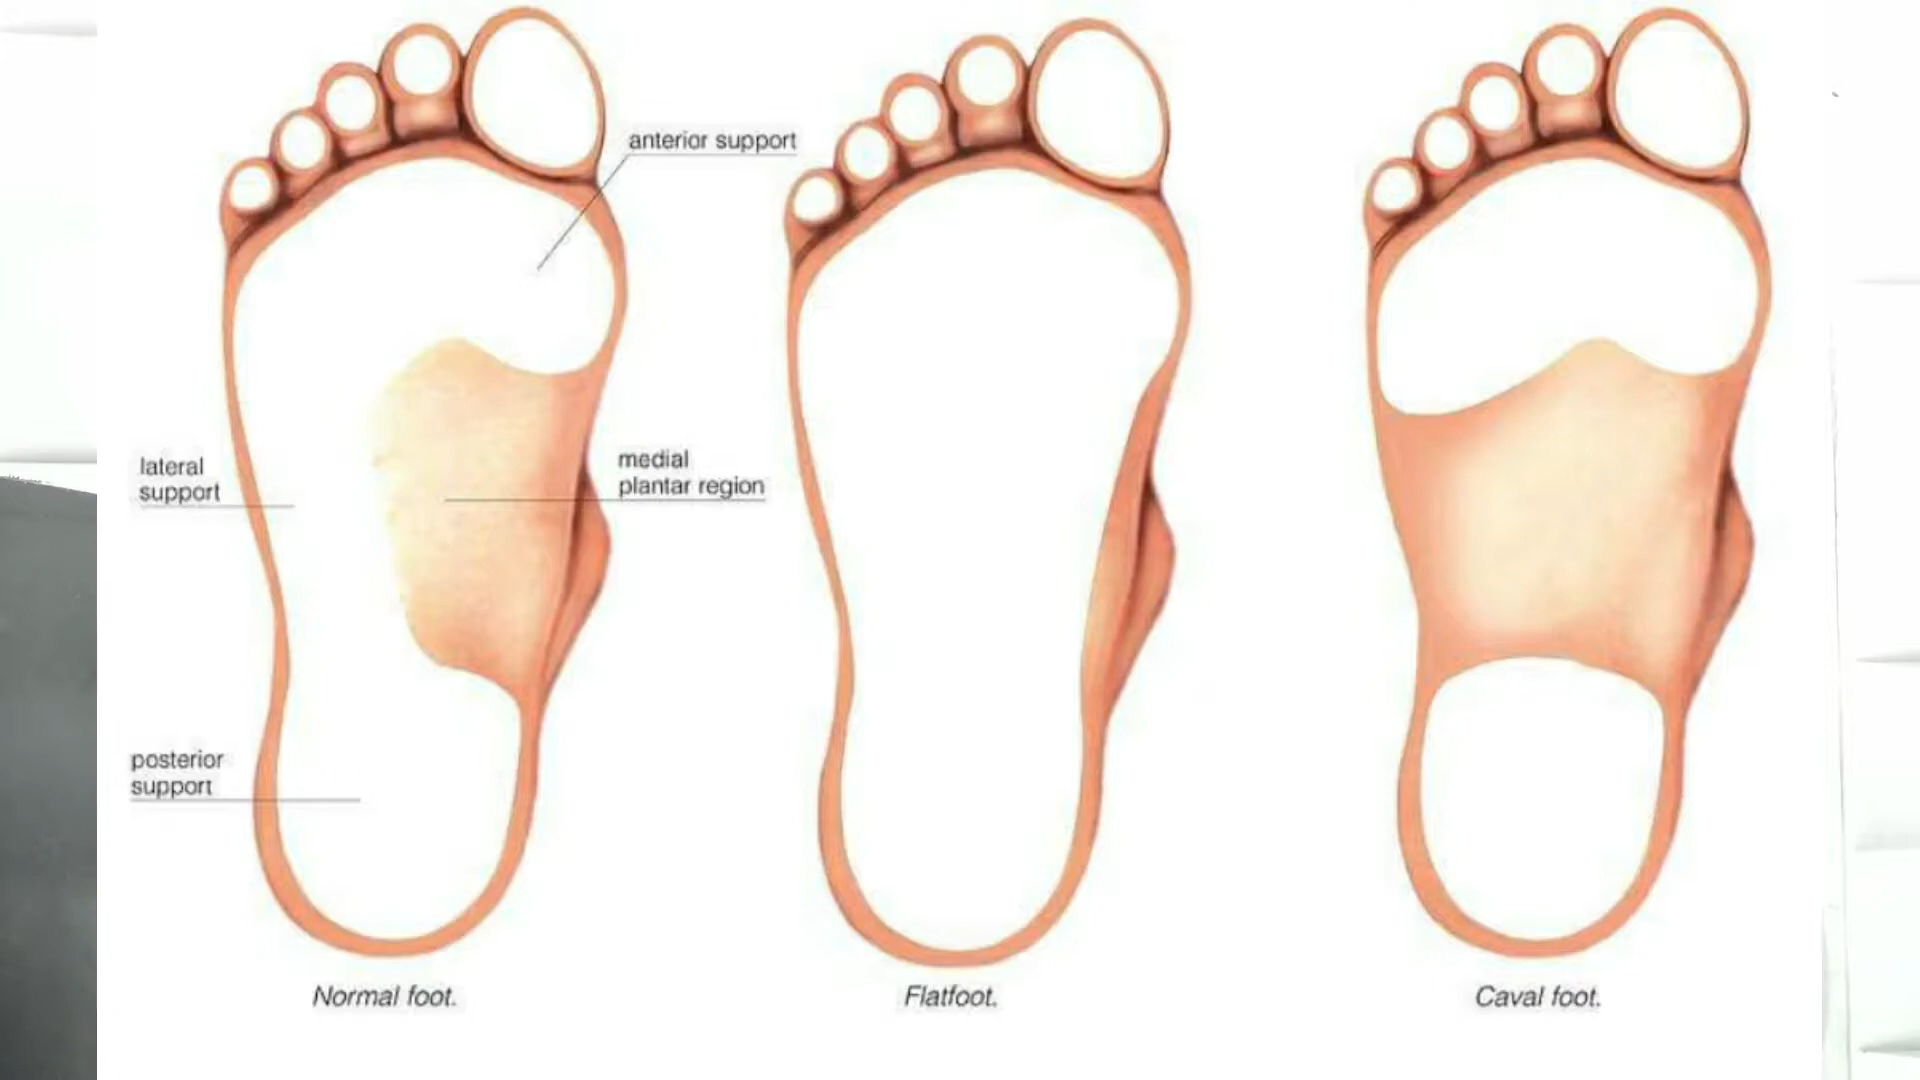 anterior support
lateral
support
medial
plantar region
posterior
support
Normal foot.
Flatfoot.
Caval foot.